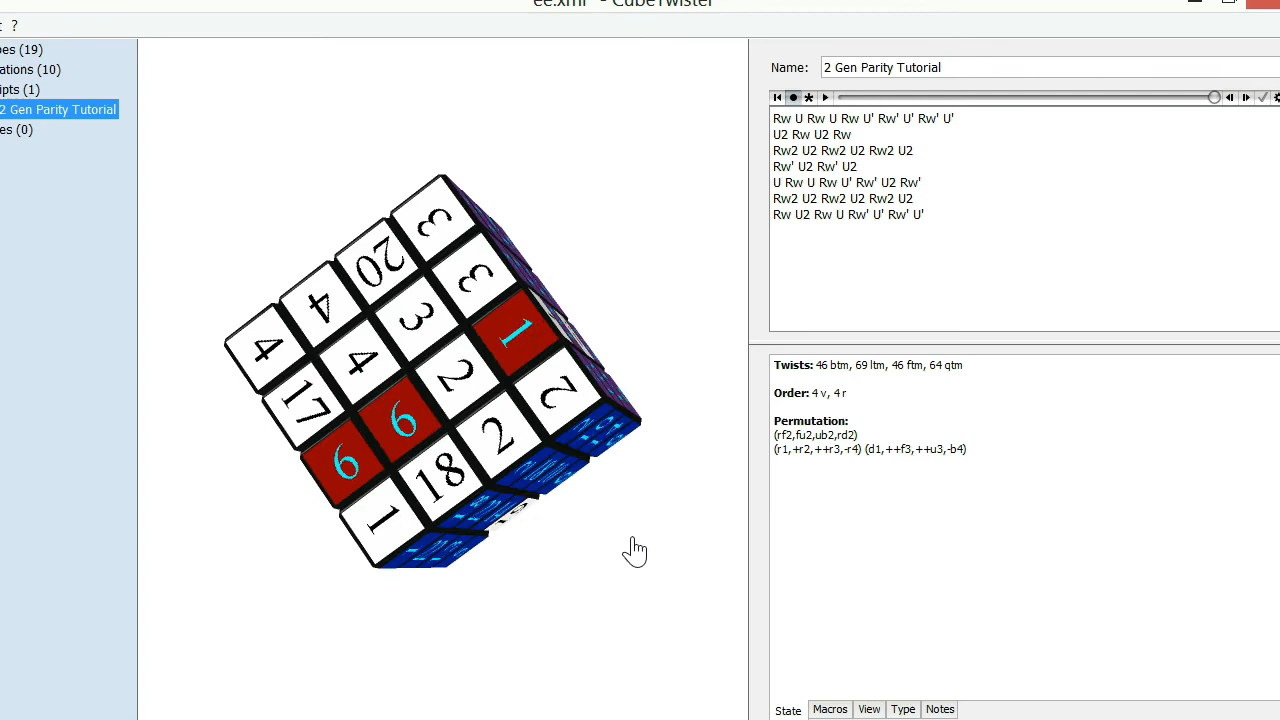 ee.xml* - CubeTwister
?
pes (19)
ations (10)
ipts (1)
2 Gen Parity Tutorial
es (0)
Name: 2 Gen Parity Tutorial
Rw U Rw U Rw U' Rw' U' Rw' U'
U2 Rw U2 Rw
Rw2 U2 Rw2 U2 Rw2 U2
Rw' U2 Rw' U2
U Rw U Rw U' Rw' U2 Rw'
Rw2 U2 Rw2 U2 Rw2 U2
Rw U2 Rw U Rw' U' Rw' U'
Twists: 46 btm, 69 ltm, 46 ftm, 64 qtm
Order: 4 v, 4 r
Permutation:
(rf2,fu2,ub2,rd2)
(r1,+r2,++r3,-r4) (d1,++f3,++u3,-b4)
3
20 3
4 3 1
4 4 2 2
17 6 2
6 18
1
State Macros View Type Notes